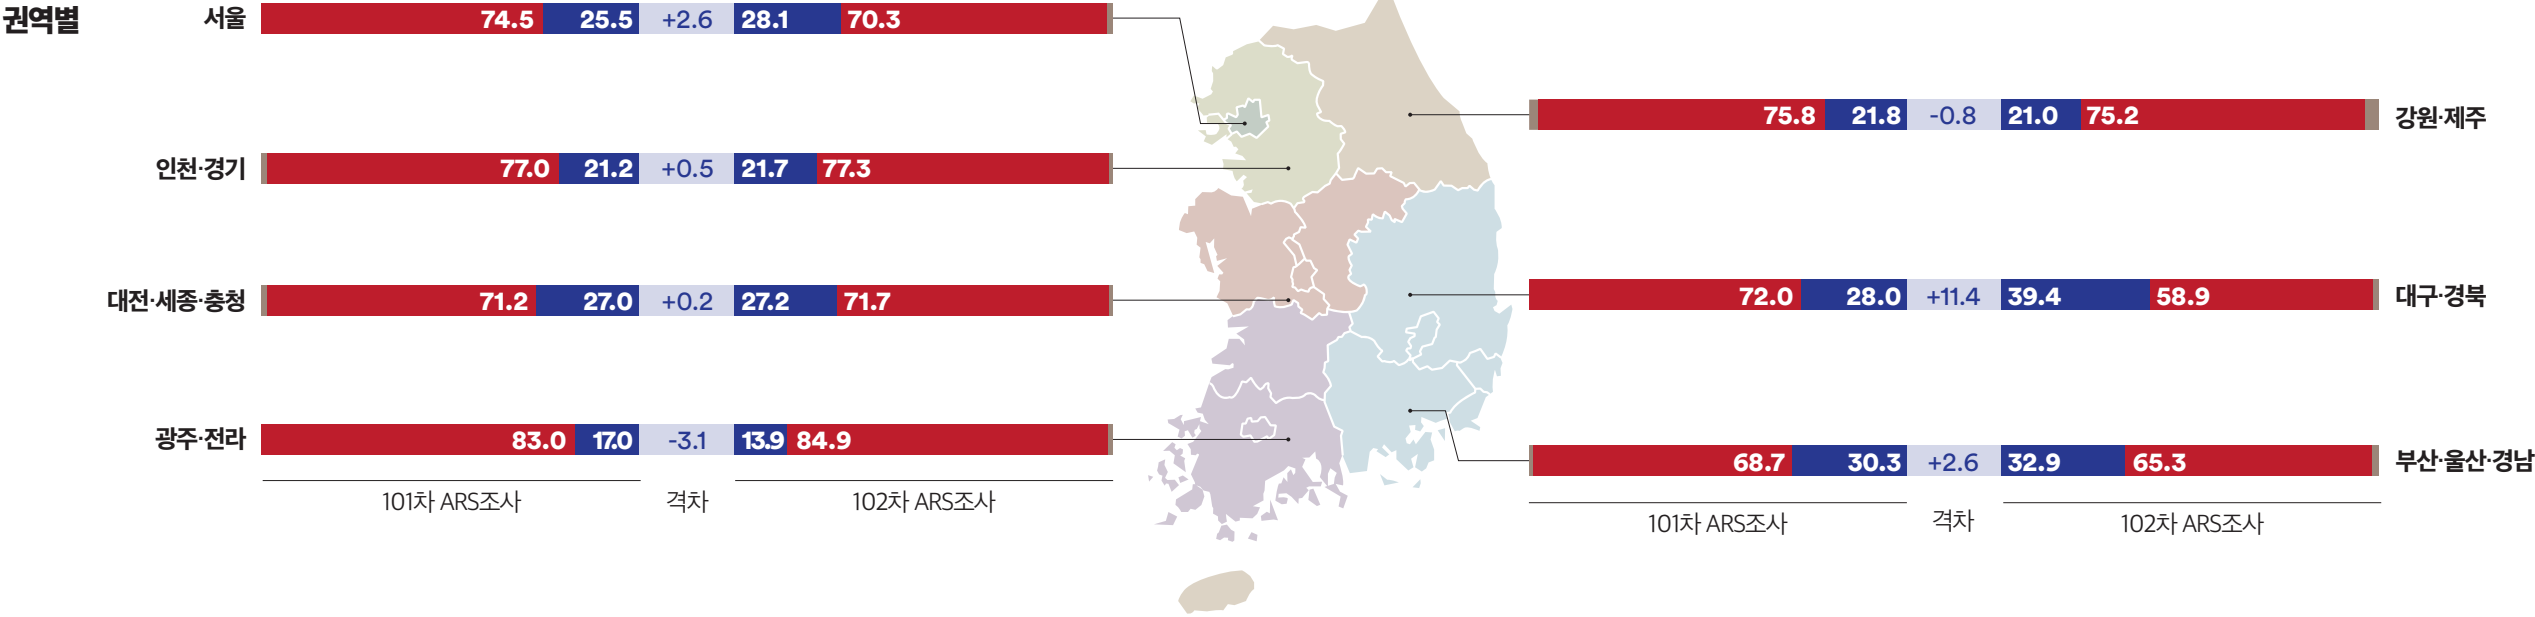 권역별
서울 74.5 25.5 +2.6 28.1 70.3
인천·경기 77.0 21.2 +0.5 21.7 77.3
대전·세종·충청 71.2 27.0 +0.2 27.2 71.7
광주·전라 83.0 17.0 -3.1 13.9 84.9
101차 ARS조사 격차 102차 ARS조사
75.8 21.8 -0.8 21.0 75.2 강원·제주
72.0 28.0 +11.4 39.4 58.9 대구·경북
68.7 30.3 +2.6 32.9 65.3 부산·울산·경남
101차 ARS조사 격차 102차 ARS조사